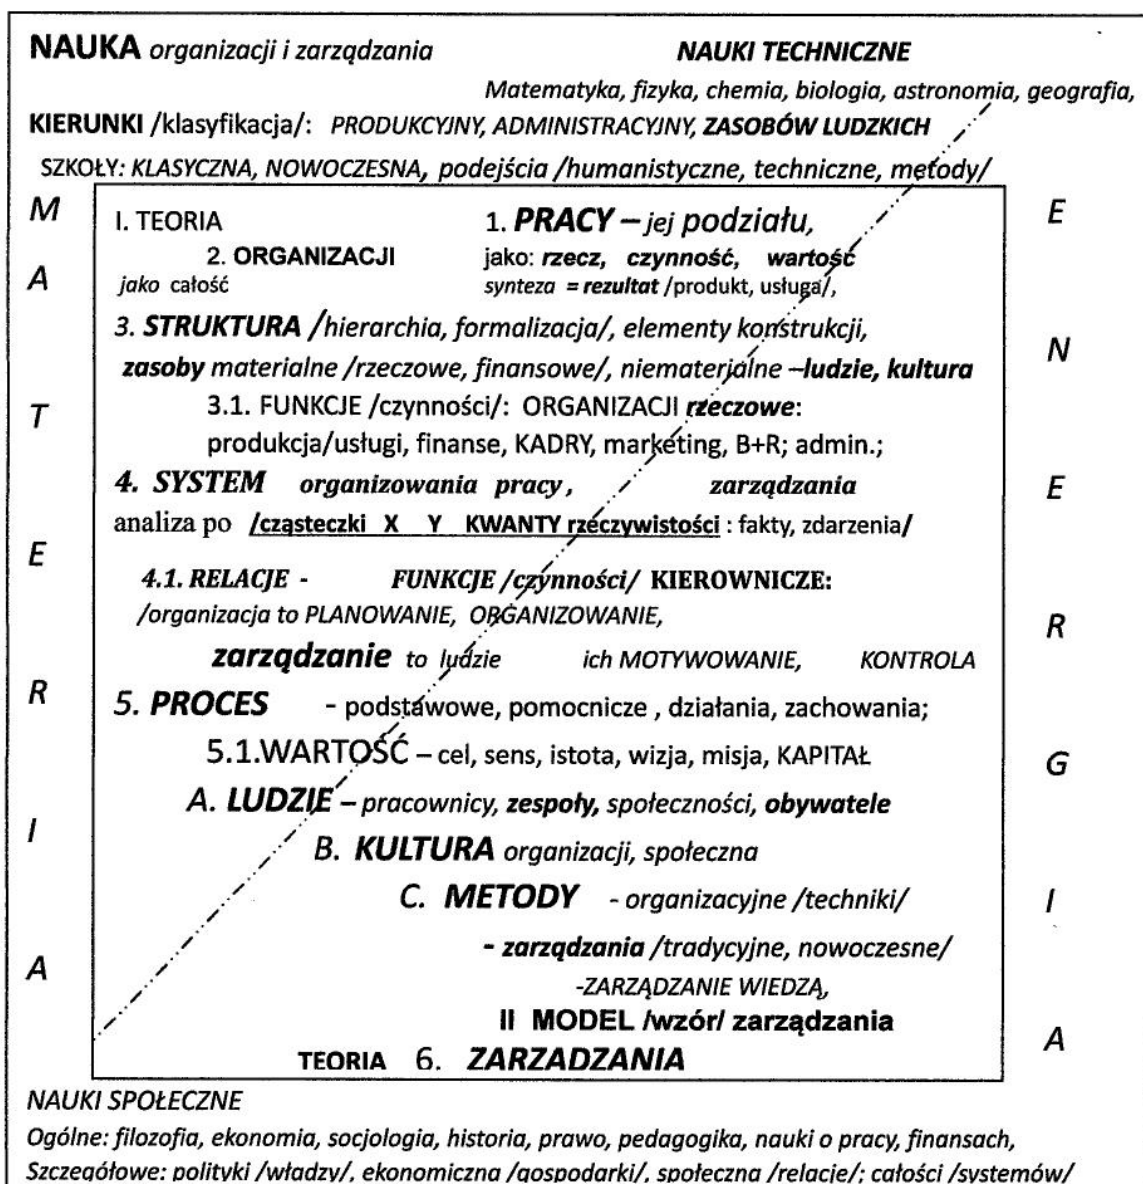 NAUKA organizacji i zarządzania NAUKI TECHNICZNE
Matematyka, fizyka, chemia, biologia, astronomia, geografia,
KIERUNKI /klasyfikacja/: PRODUKCYJNY, ADMINISTRACYJNY, ZASOBÓW LUDZKICH
SZKOŁY: KLASYCZNA, NOWOCZESNA, podejścia /humanistyczne, techniczne, metody/
MATERIA
I. TEORIA 1. PRACY – jej podziału,
2. ORGANIZACJI jako: rzecz, czynność, wartość
jako całość synteza = rezultat /produkt, usługa/,
3. STRUKTURA /hierarchia, formalizacja/, elementy konstrukcji,
zasoby materialne /rzeczowe, finansowe/, niematerjalne –ludzie, kultura
3.1. FUNKCJE /czynności/: ORGANIZACJI rzeczowe:
produkcja/usługi, finanse, KADRY, marketing, B+R; admin.;
4. SYSTEM organizowania pracy, zarządzania
analiza po /cząsteczki X Y KWANTY rzeczywistości : fakty, zdarzenia/
4.1. RELACJE - FUNKCJE /czynności/ KIEROWNICZE:
/organizacja to PLANOWANIE, ORGANIZOWANIE,
zarządzanie to ludzie ich MOTYWOWANIE, KONTROLA
5. PROCES - podstawowe, pomocnicze , działania, zachowania;
5.1.WARTOŚĆ – cel, sens, istota, wizja, misja, KAPITAŁ
A. LUDZIE – pracownicy, zespoły, społeczności, obywatele
B. KULTURA organizacji, społeczna
C. METODY - organizacyjne /techniki/
- zarządzania /tradycyjne, nowoczesne/
-ZARZĄDZANIE WIEDZĄ,
II MODEL /wzór/ zarządzania
TEORIA 6. ZARZADZANIA
ENERGIA
NAUKI SPOŁECZNE
Ogólne: filozofia, ekonomia, socjologia, historia, prawo, pedagogika, nauki o pracy, finansach,
Szczegółowe: polityki /władzy/, ekonomiczna /gospodarki/, społeczna /relacje/; całości /systemów/